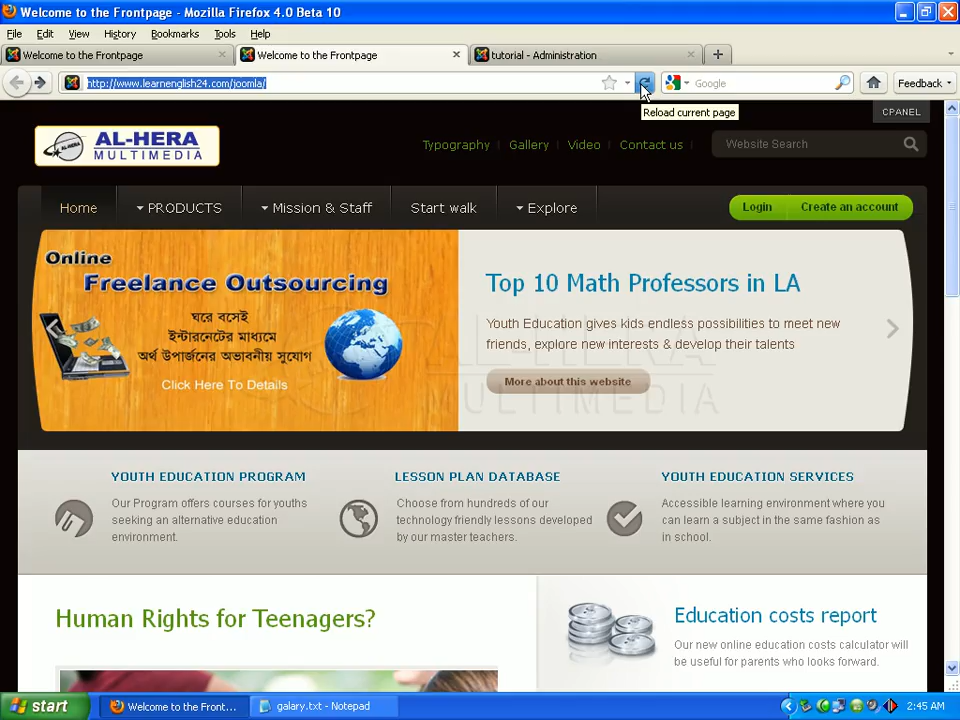 Welcome to the Frontpage - Mozilla Firefox 4.0 Beta 10
File Edit View History Bookmarks Tools Help
Welcome to the Frontpage
Welcome to the Frontpage
tutorial - Administration
http://www.learnenglish24.com/joomla/
Google
Feedback
Reload current page
CPANEL
AL-HERA
MULTIMEDIA
Typography Gallery Video Contact us
Website Search
Home PRODUCTS Mission & Staff Start walk Explore
Login Create an account
Online
Freelance Outsourcing
ঘরে বসেই
ইন্টারনেটের মাধ্যমে
অর্থ উপার্জনের অভাবনীয় সুযোগ
Click Here To Details
Top 10 Math Professors in LA
Youth Education gives kids endless possibilities to meet new
friends, explore new interests & develop their talents
More about this website
AL-HERA
MULTIMEDIA
YOUTH EDUCATION PROGRAM
Our Program offers courses for youths
seeking an alternative education
environment.
LESSON PLAN DATABASE
Choose from hundreds of our
technology friendly lessons developed
by our master teachers.
YOUTH EDUCATION SERVICES
Accessible learning environment where you
can learn a subject in the same fashion as
in school.
Human Rights for Teenagers?
Education costs report
Our new online education costs calculator will
be useful for parents who looks forward.
start
Welcome to the Front...
galary.txt - Notepad
2:45 AM